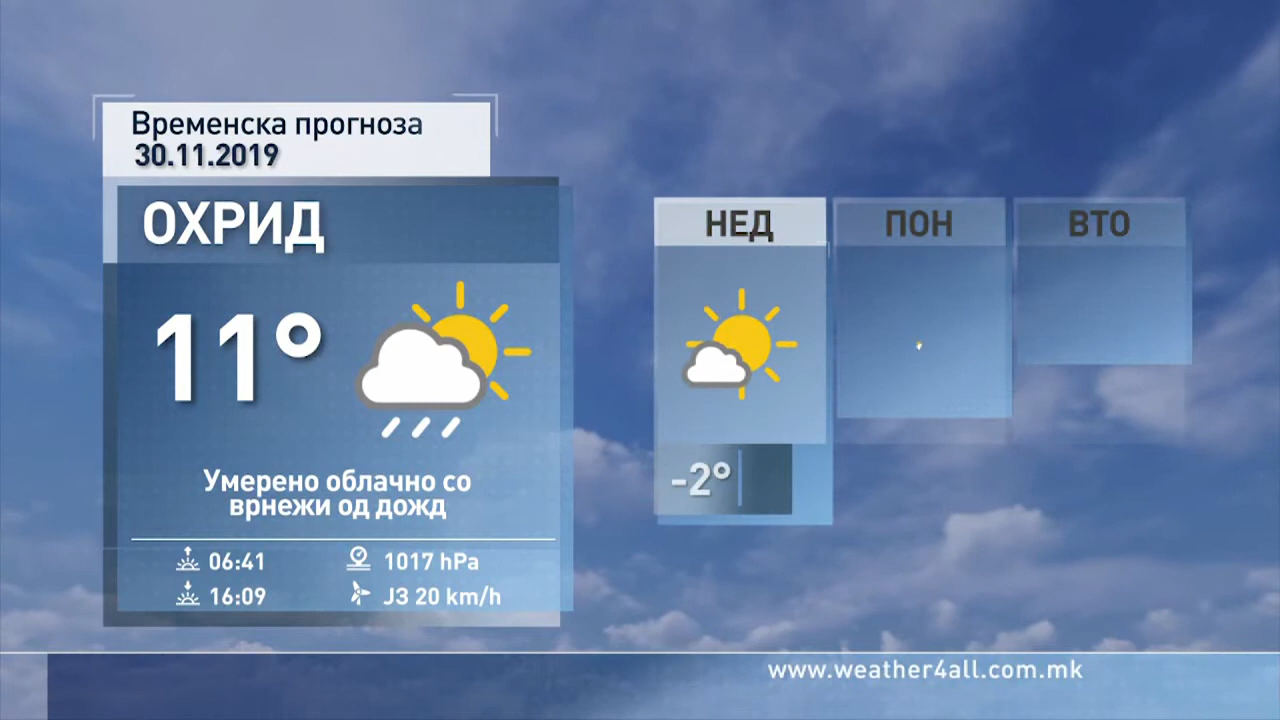 Временска прогноза
30.11.2019
ОХРИД
11°
Умерено облачно со
врнежи од дожд
06:41
1017 hPa
16:09
ЈЗ 20 km/h
НЕД
ПОН
ВТО
-2°
www.weather4all.com.mk